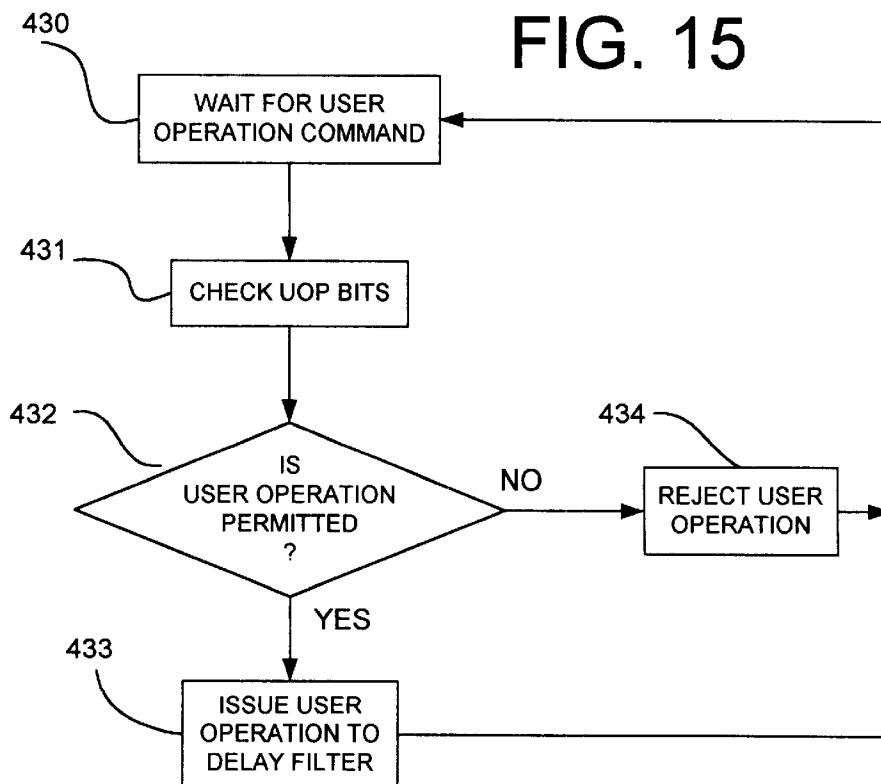 430
FIG. 15
WAIT FOR USER
OPERATION COMMAND
431
CHECK UOP BITS
432
IS
USER OPERATION
PERMITTED
?
NO
434
REJECT USER
OPERATION
YES
433
ISSUE USER
OPERATION TO
DELAY FILTER